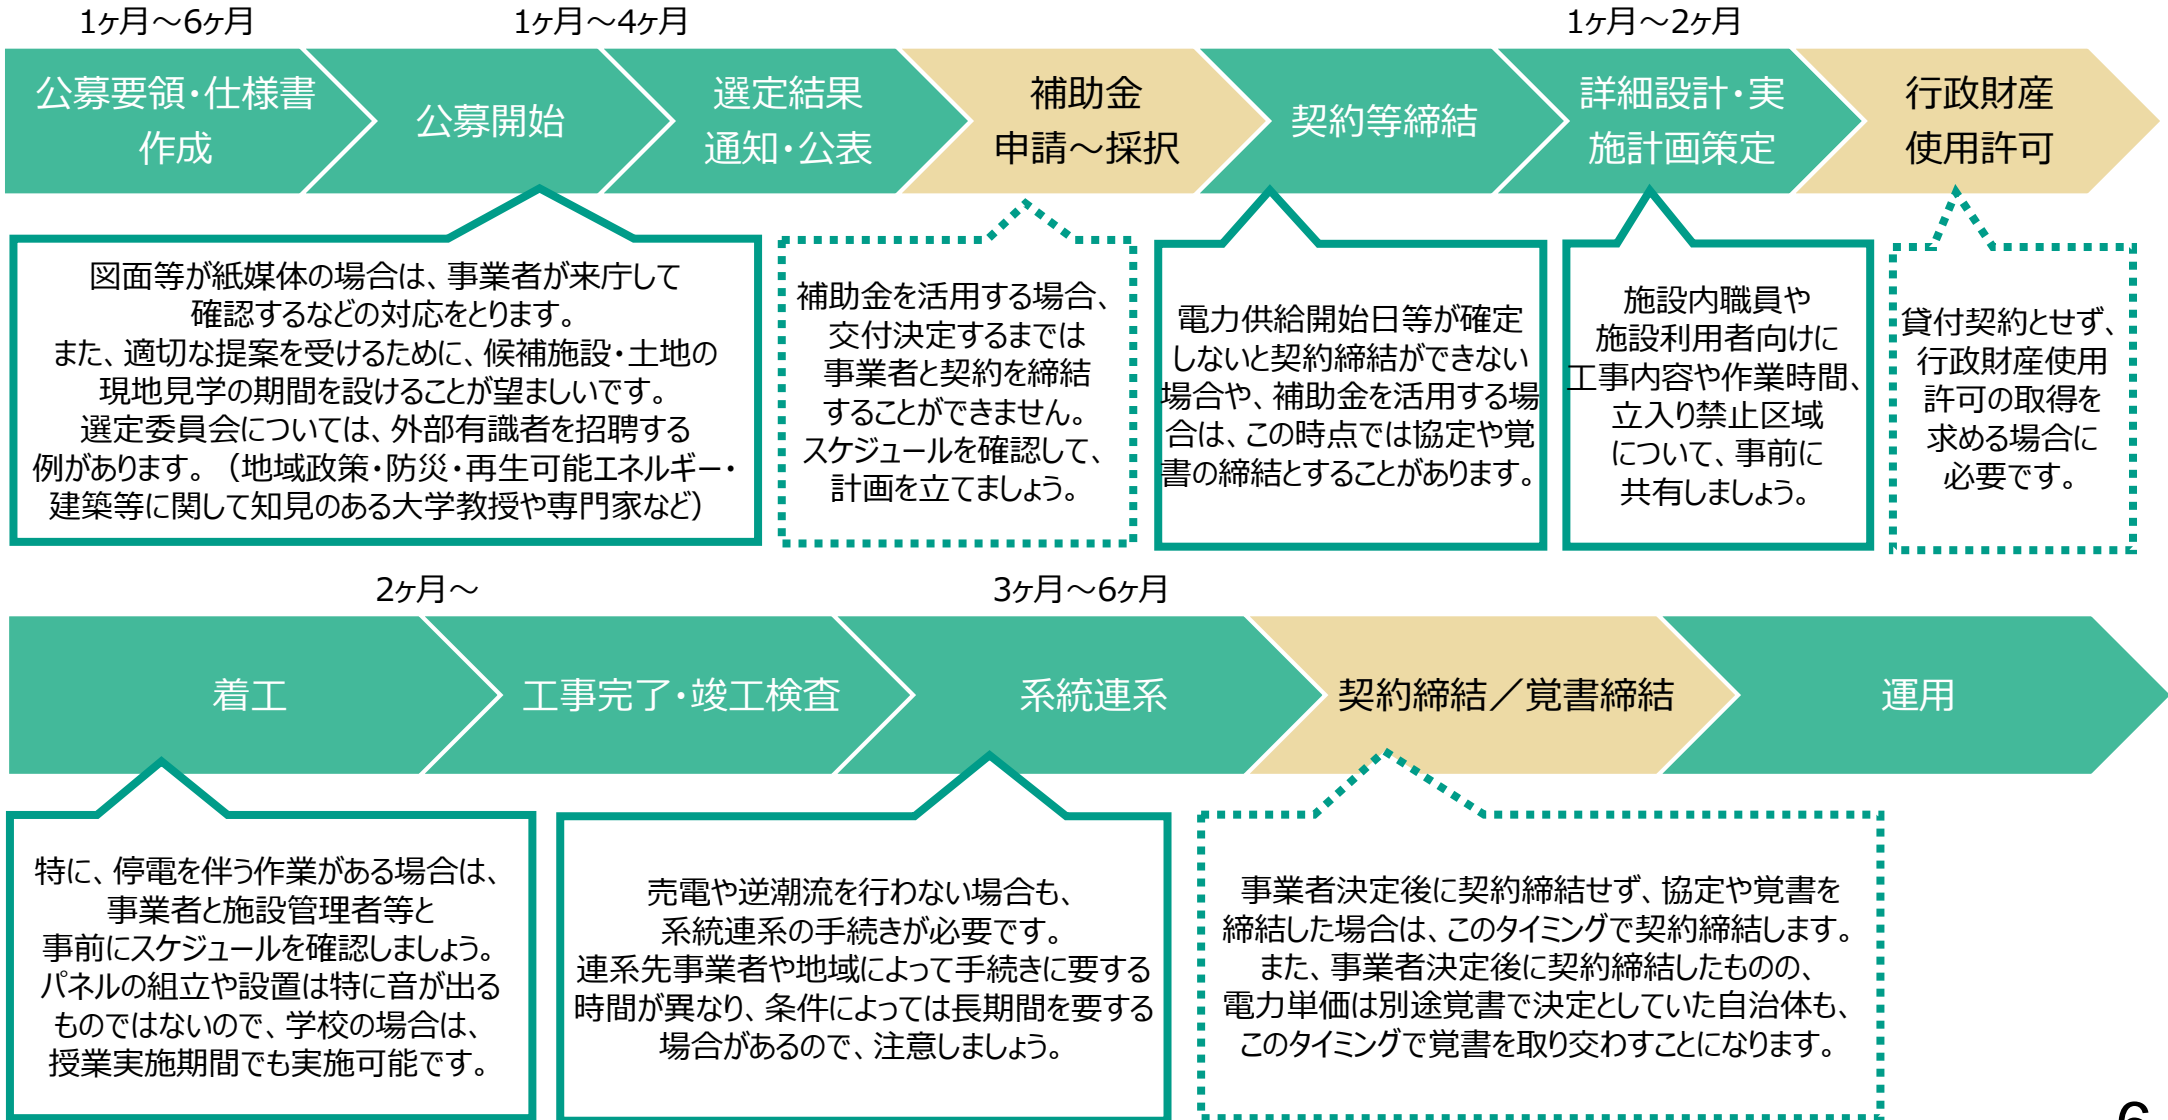 1ヶ月～6ヶ月
1ヶ月～4ヶ月
1ヶ月～2ヶ月
公募要領・仕様書
作成
公募開始
選定結果
通知・公表
補助金
申請～採択
契約等締結
詳細設計・実
施計画策定
行政財産
使用許可
図面等が紙媒体の場合は、事業者が来庁して
確認するなどの対応をとります。
また、適切な提案を受けるために、候補施設・土地の
現地見学の期間を設けることが望ましいです。
選定委員会については、外部有識者を招聘する
例があります。（地域政策・防災・再生可能エネルギー・
建築等に関して知見のある大学教授や専門家など）
補助金を活用する場合、
交付決定するまでは
事業者と契約を締結
することができません。
スケジュールを確認して、
計画を立てましょう。
電力供給開始日等が確定
しないと契約締結ができない
場合や、補助金を活用する場
合は、この時点では協定や覚
書の締結とすることがあります。
施設内職員や
施設利用者向けに
工事内容や作業時間、
立入り禁止区域
について、事前に
共有しましょう。
貸付契約とせず、
行政財産使用
許可の取得を
求める場合に
必要です。
2ヶ月～
3ヶ月～6ヶ月
着工
工事完了・竣工検査
系統連系
契約締結／覚書締結
運用
特に、停電を伴う作業がある場合は、
事業者と施設管理者等と
事前にスケジュールを確認しましょう。
パネルの組立や設置は特に音が出る
ものではないので、学校の場合は、
授業実施期間でも実施可能です。
売電や逆潮流を行わない場合も、
系統連系の手続きが必要です。
連系先事業者や地域によって手続きに要する
時間が異なり、条件によっては長期間を要する
場合があるので、注意しましょう。
事業者決定後に契約締結せず、協定や覚書を
締結した場合は、このタイミングで契約締結します。
また、事業者決定後に契約締結したものの、
電力単価は別途覚書で決定としていた自治体も、
このタイミングで覚書を取り交わすことになります。
6